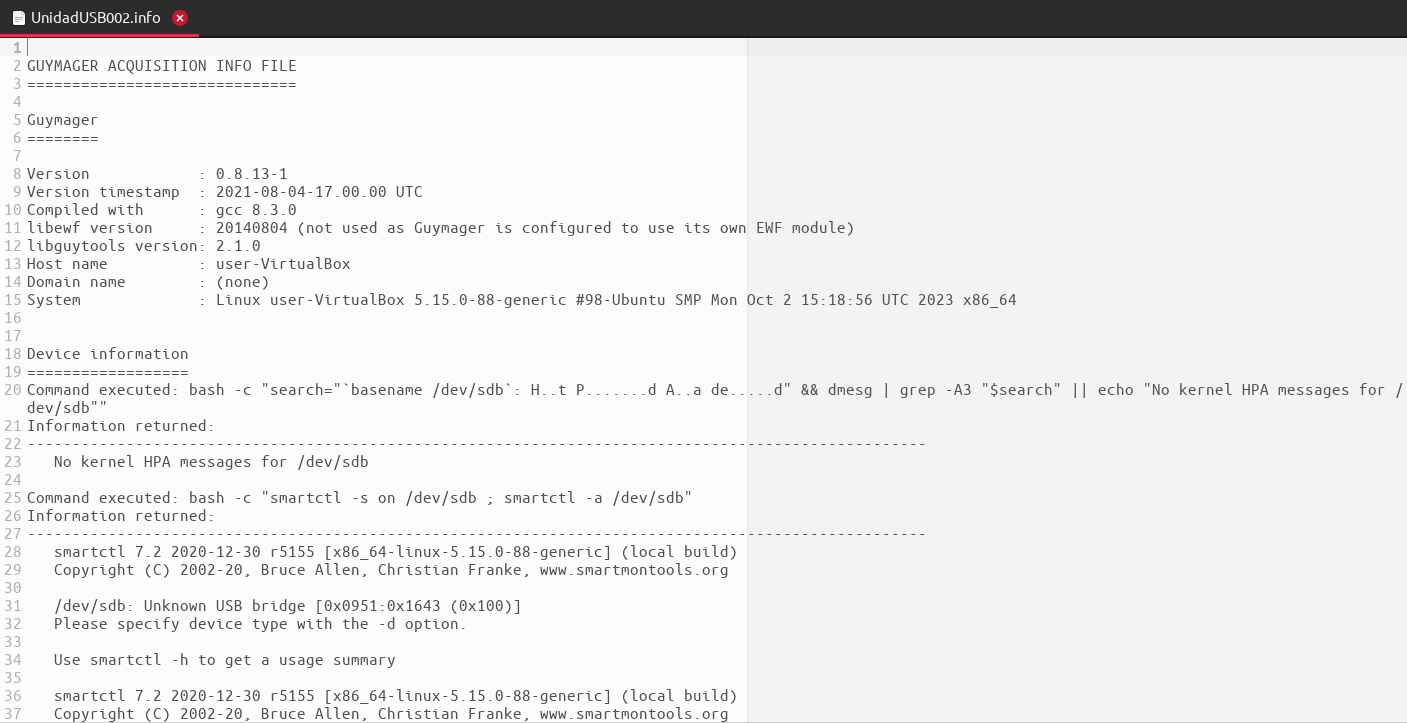 UnidadUSB002.info
1
2 GUYMAGER ACQUISITION INFO FILE
3 ==============================
4
5 Guymager
6 ========
7
8 Version            : 0.8.13-1
9 Version timestamp  : 2021-08-04-17.00.00 UTC
10 Compiled with      : gcc 8.3.0
11 libewf version     : 20140804 (not used as Guymager is configured to use its own EWF module)
12 libguytools version: 2.1.0
13 Host name          : user-VirtualBox
14 Domain name        : (none)
15 System             : Linux user-VirtualBox 5.15.0-88-generic #98-Ubuntu SMP Mon Oct 2 15:18:56 UTC 2023 x86_64
16
17
18 Device information
19 ==================
20 Command executed: bash -c "search="`basename /dev/sdb`: H..t P.......d A..a de.....d" && dmesg | grep -A3 "$search" || echo "No kernel HPA messages for /
dev/sdb""
21 Information returned:
22 ----------------------------------------------------------------------------------------------------
23    No kernel HPA messages for /dev/sdb
24
25 Command executed: bash -c "smartctl -s on /dev/sdb ; smartctl -a /dev/sdb"
26 Information returned:
27 ----------------------------------------------------------------------------------------------------
28    smartctl 7.2 2020-12-30 r5155 [x86_64-linux-5.15.0-88-generic] (local build)
29    Copyright (C) 2002-20, Bruce Allen, Christian Franke, www.smartmontools.org
30
31    /dev/sdb: Unknown USB bridge [0x0951:0x1643 (0x100)]
32    Please specify device type with the -d option.
33
34    Use smartctl -h to get a usage summary
35
36    smartctl 7.2 2020-12-30 r5155 [x86_64-linux-5.15.0-88-generic] (local build)
37    Copyright (C) 2002-20, Bruce Allen, Christian Franke, www.smartmontools.org